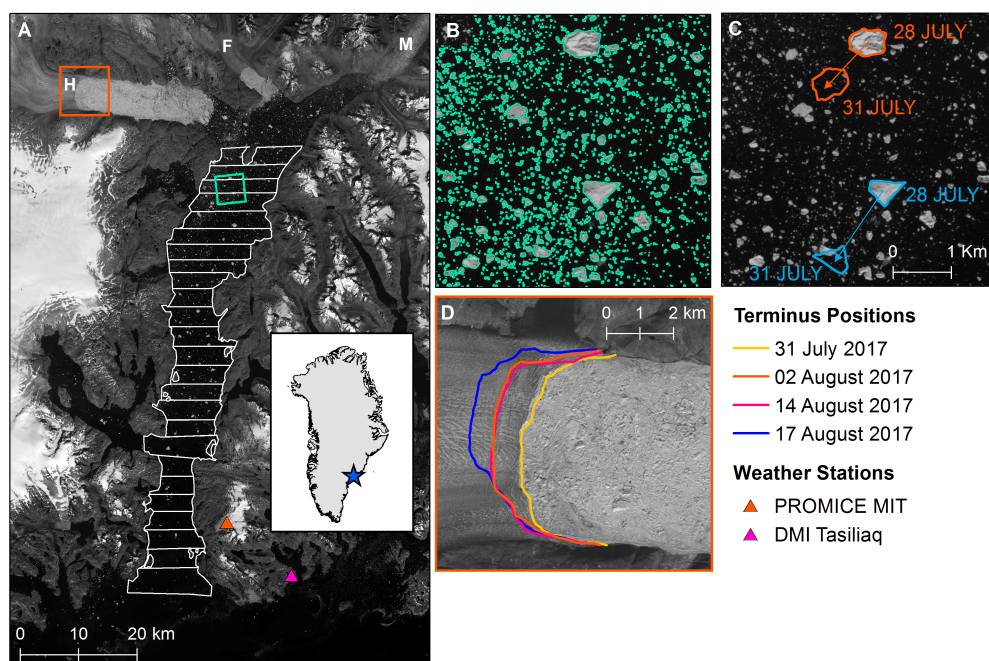 A
F
M
H
0 10 20 km
B
C
28 JULY
31 JULY
28 JULY
31 JULY
0 1 Km
D
0 1 2 km
Terminus Positions
31 July 2017
02 August 2017
14 August 2017
17 August 2017
Weather Stations
PROMICE MIT
DMI Tasiliaq